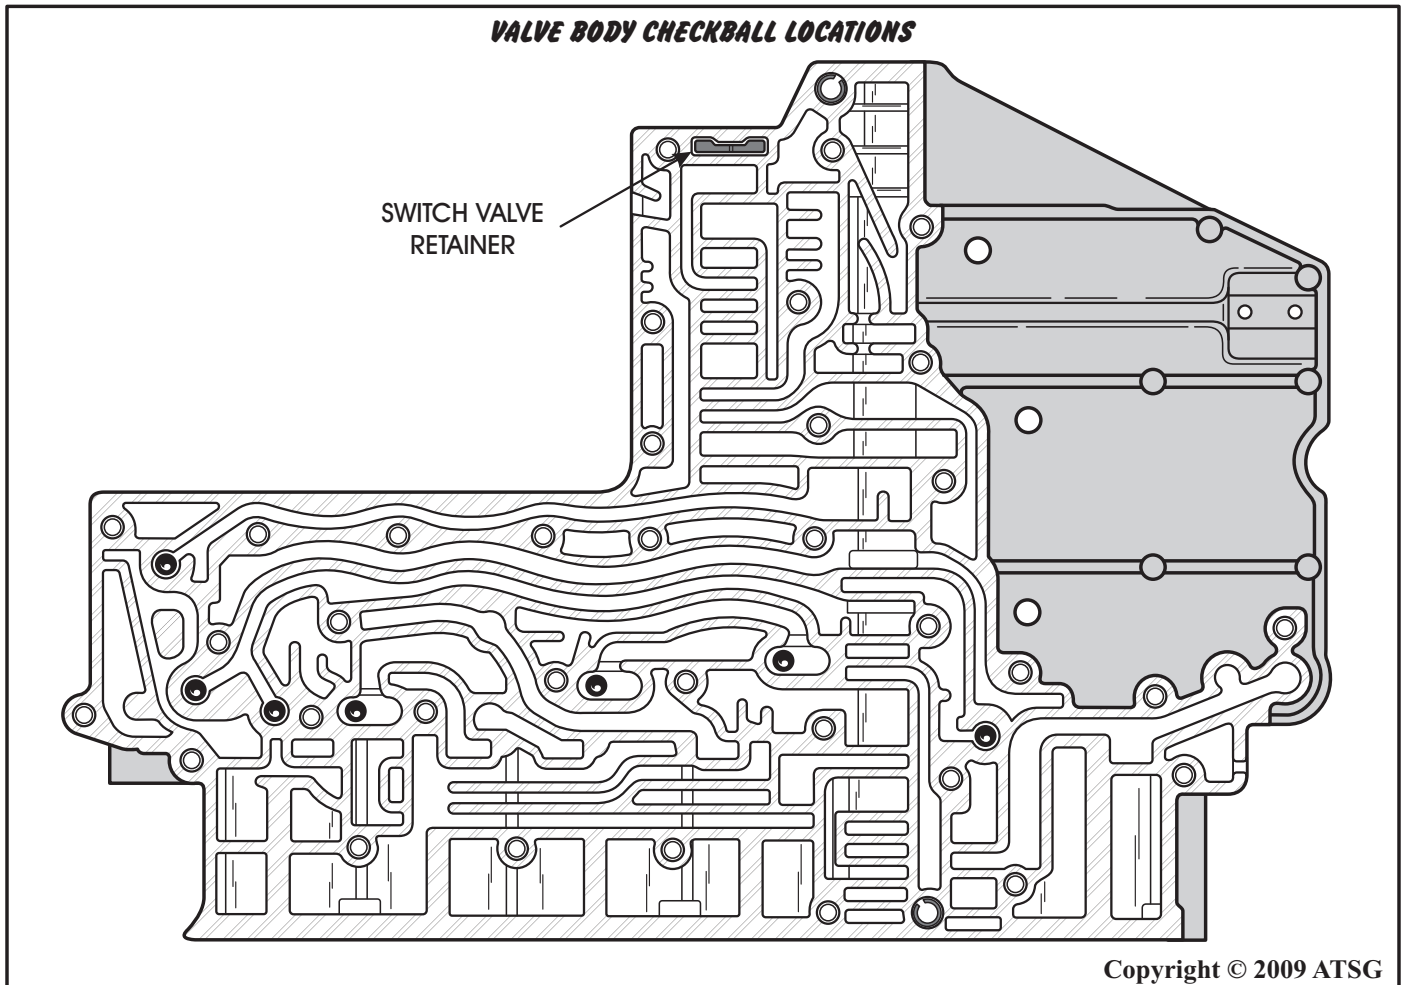 VALVE BODY CHECKBALL LOCATIONS
SWITCH VALVE
RETAINER
Copyright © 2009 ATSG